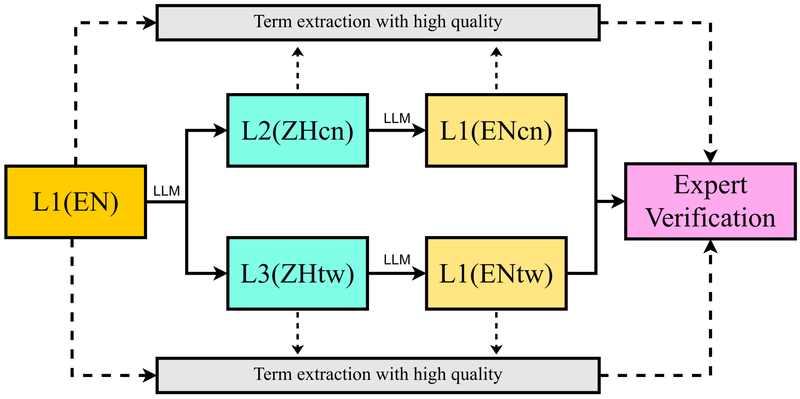 Term extraction with high quality
L2(ZHcn)
LLM
L1(ENcn)
L1(EN)
LLM
Expert
Verification
L3(ZHtw)
LLM
L1(ENtw)
Term extraction with high quality